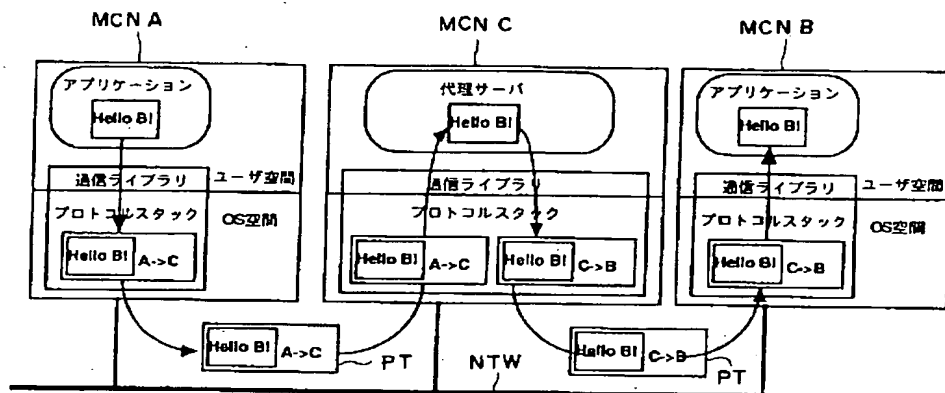 MCN A
MCN C
MCN B
アプリケーション
Hello B!
代理サーバ
Hello B!
アプリケーション
Hello B!
通信ライブラリ
ユーザ空間
通信ライブラリ
通信ライブラリ
ユーザ空間
プロトコルスタック
OS空間
プロトコルスタック
プロトコルスタック
OS空間
Hello B! A->C
Hello B! A->C
Hello B! C->B
Hello B! C->B
Hello B! A->C
PT
NTW
Hello B! C->B
PT